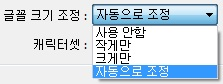 글꼴 크기 조정 : 자동으로 조정
사용 안함
작게만
크게만
자동으로 조정
캐릭터셋 :